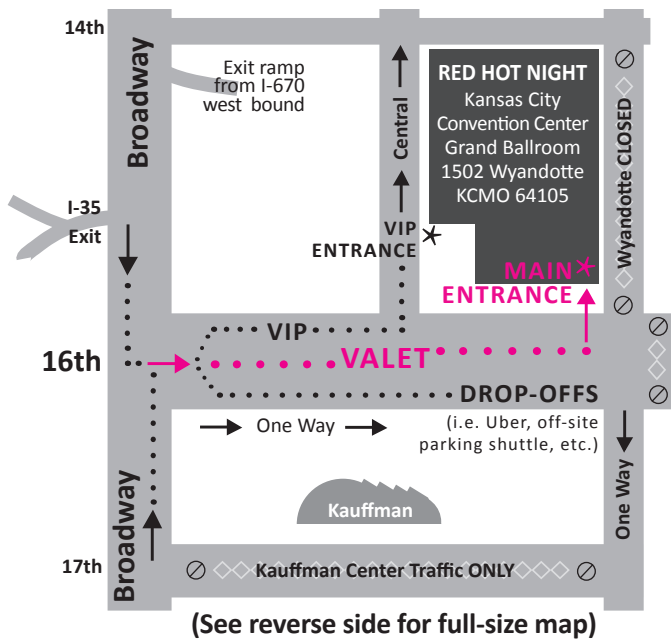 14th
Broadway
Exit ramp
from I-670
west bound
Central
RED HOT NIGHT
Kansas City
Convention Center
Grand Ballroom
1502 Wyandotte
KCMO 64105
Wyandotte CLOSED
I-35
Exit
VIP
ENTRANCE
MAIN
ENTRANCE
VIP
16th
VALET
DROP-OFFS
(i.e. Uber, off-site
parking shuttle, etc.)
One Way
One Way
Kauffman
Broadway
17th
Kauffman Center Traffic ONLY
(See reverse side for full-size map)